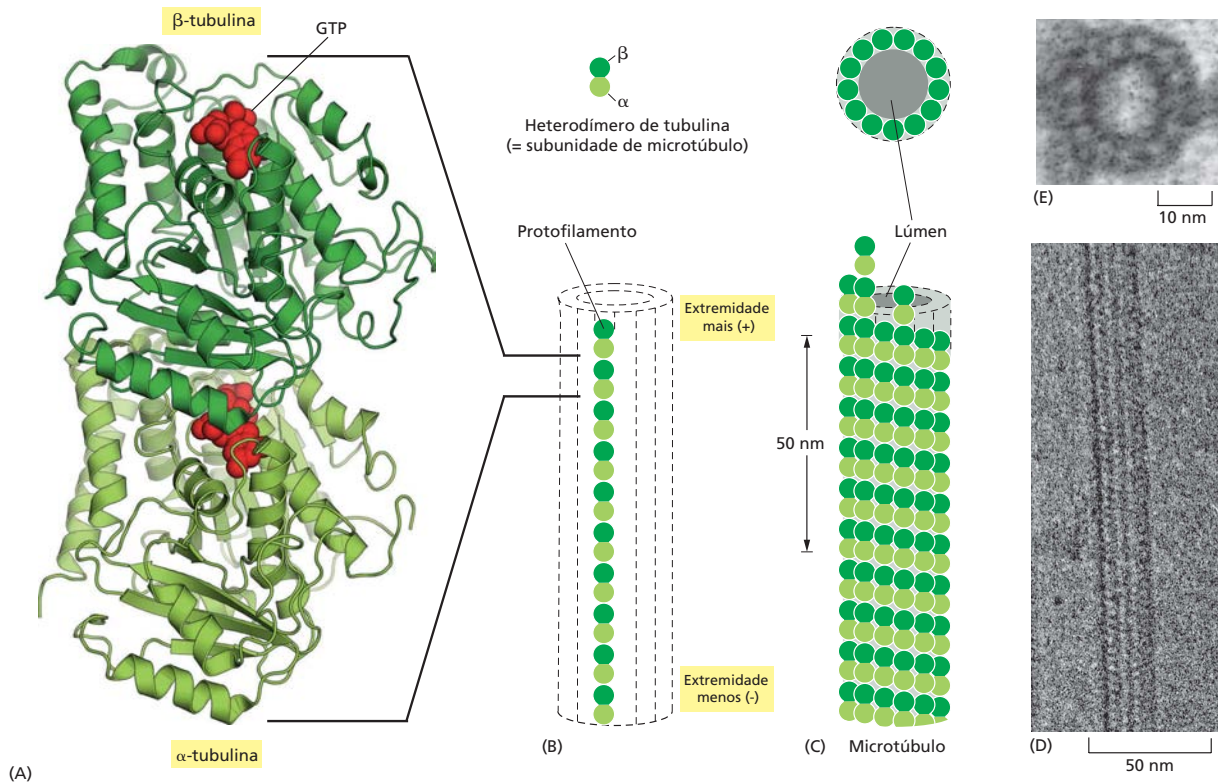 β-tubulina
GTP
α-tubulina
(A)
β
α
Heterodímero de tubulina
(= subunidade de microtúbulo)
Protofilamento
Extremidade
mais (+)
Extremidade
menos (-)
(B)
Lúmen
50 nm
(C)
Microtúbulo
(E)
10 nm
(D)
50 nm